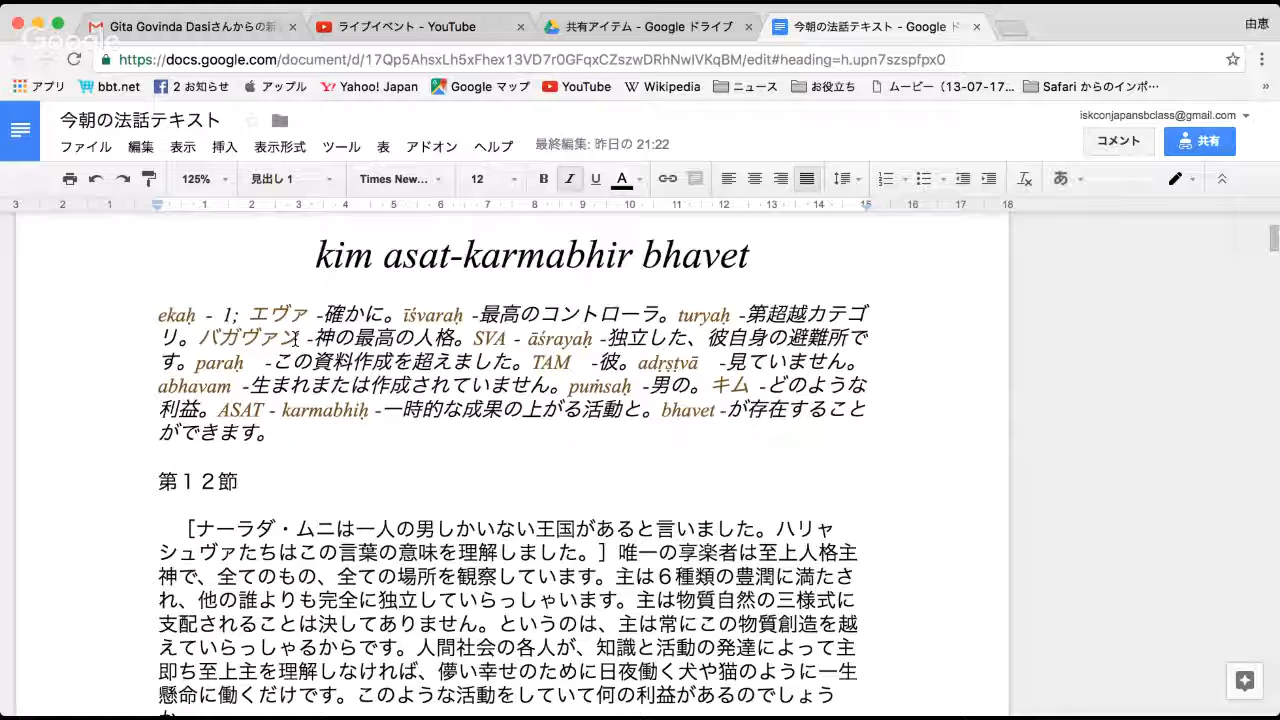 Gita Govinda Dasiさんからの新
ライブイベント - YouTube
共有アイテム - Google ドライブ
今朝の法話テキスト - Google ド
由恵
Google
https://docs.google.com/document/d/17Qp5AhsxLh5xFhex13VD7r0GFqxCZszwDRhNwIVKqBM/edit#heading=h.upn7szspfpx0
アプリ bbt.net 2 お知らせ アップル Yahoo! Japan Google マップ YouTube Wikipedia ニュース お役立ち ムービー (13-07-17... Safari からのインポ… »
今朝の法話テキスト
iskconjapansbclass@gmail.com
ファイル 編集 表示 挿入 表示形式 ツール 表 アドオン ヘルプ 最終編集: 昨日の 21:22
コメント 共有
125% 見出し 1 Times New... 12 B I U A あ
3 2 1 1 2 3 4 5 6 7 8 9 10 11 12 13 14 15 16 17 18
kim asat-karmabhir bhavet
ekaḥ - 1; エヴァ -確かに。īśvaraḥ -最高のコントローラ。turyaḥ -第超越カテゴ
リ。バガヴァン -神の最高の人格。SVA - āśrayaḥ -独立した、彼自身の避難所で
す。paraḥ -この資料作成を超えました。TAM -彼。adṛṣṭvā -見ていません。
abhavam -生まれまたは作成されていません。puṁsaḥ -男の。キム -どのような
利益。ASAT - karmabhiḥ -一時的な成果の上がる活動と。bhavet -が存在すること
ができます。
第１２節
［ナーラダ・ムニは一人の男しかいない王国があると言いました。ハリャ
シュヴァたちはこの言葉の意味を理解しました。］唯一の享楽者は至上人格主
神で、全てのもの、全ての場所を観察しています。主は６種類の豊潤に満たさ
れ、他の誰よりも完全に独立していらっしゃいます。主は物質自然の三様式に
支配されることは決してありません。というのは、主は常にこの物質創造を越
えていらっしゃるからです。人間社会の各人が、知識と活動の発達によって主
即ち至上主を理解しなければ、儚い幸せのために日夜働く犬や猫のように一生
懸命に働くだけです。このような活動をしていて何の利益があるのでしょう